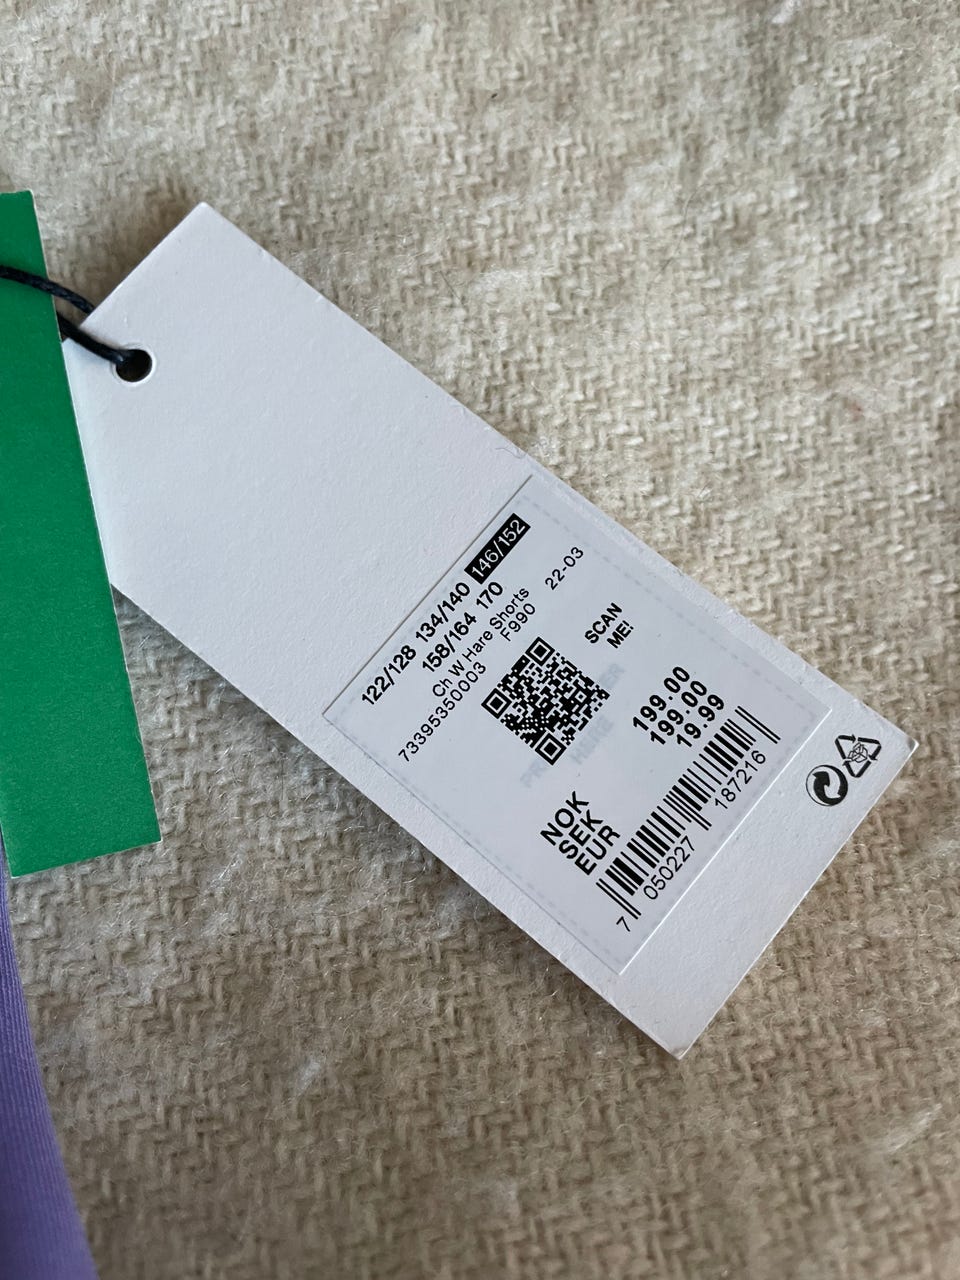 122/128 134/140 146/152
158/164 170
Ch W Hare Shorts
73395350003 F990 22-03
SCAN
ME!
NOK 199.00
SEK 199.00
EUR 19.99
7 050227 187216